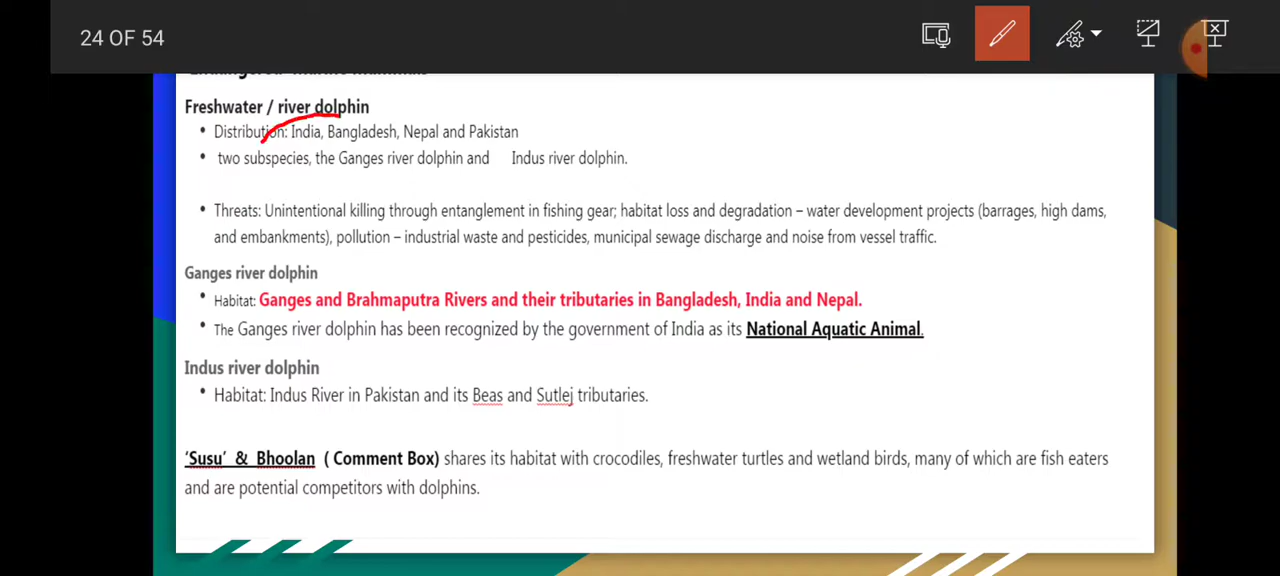 24 OF 54
Endangered Marine Mammals
Freshwater / river dolphin
• Distribution: India, Bangladesh, Nepal and Pakistan
• two subspecies, the Ganges river dolphin and Indus river dolphin.
• Threats: Unintentional killing through entanglement in fishing gear; habitat loss and degradation – water development projects (barrages, high dams,
and embankments), pollution – industrial waste and pesticides, municipal sewage discharge and noise from vessel traffic.
Ganges river dolphin
• Habitat: Ganges and Brahmaputra Rivers and their tributaries in Bangladesh, India and Nepal.
• The Ganges river dolphin has been recognized by the government of India as its National Aquatic Animal.
Indus river dolphin
• Habitat: Indus River in Pakistan and its Beas and Sutlej tributaries.
'Susu' & Bhoolan ( Comment Box) shares its habitat with crocodiles, freshwater turtles and wetland birds, many of which are fish eaters
and are potential competitors with dolphins.